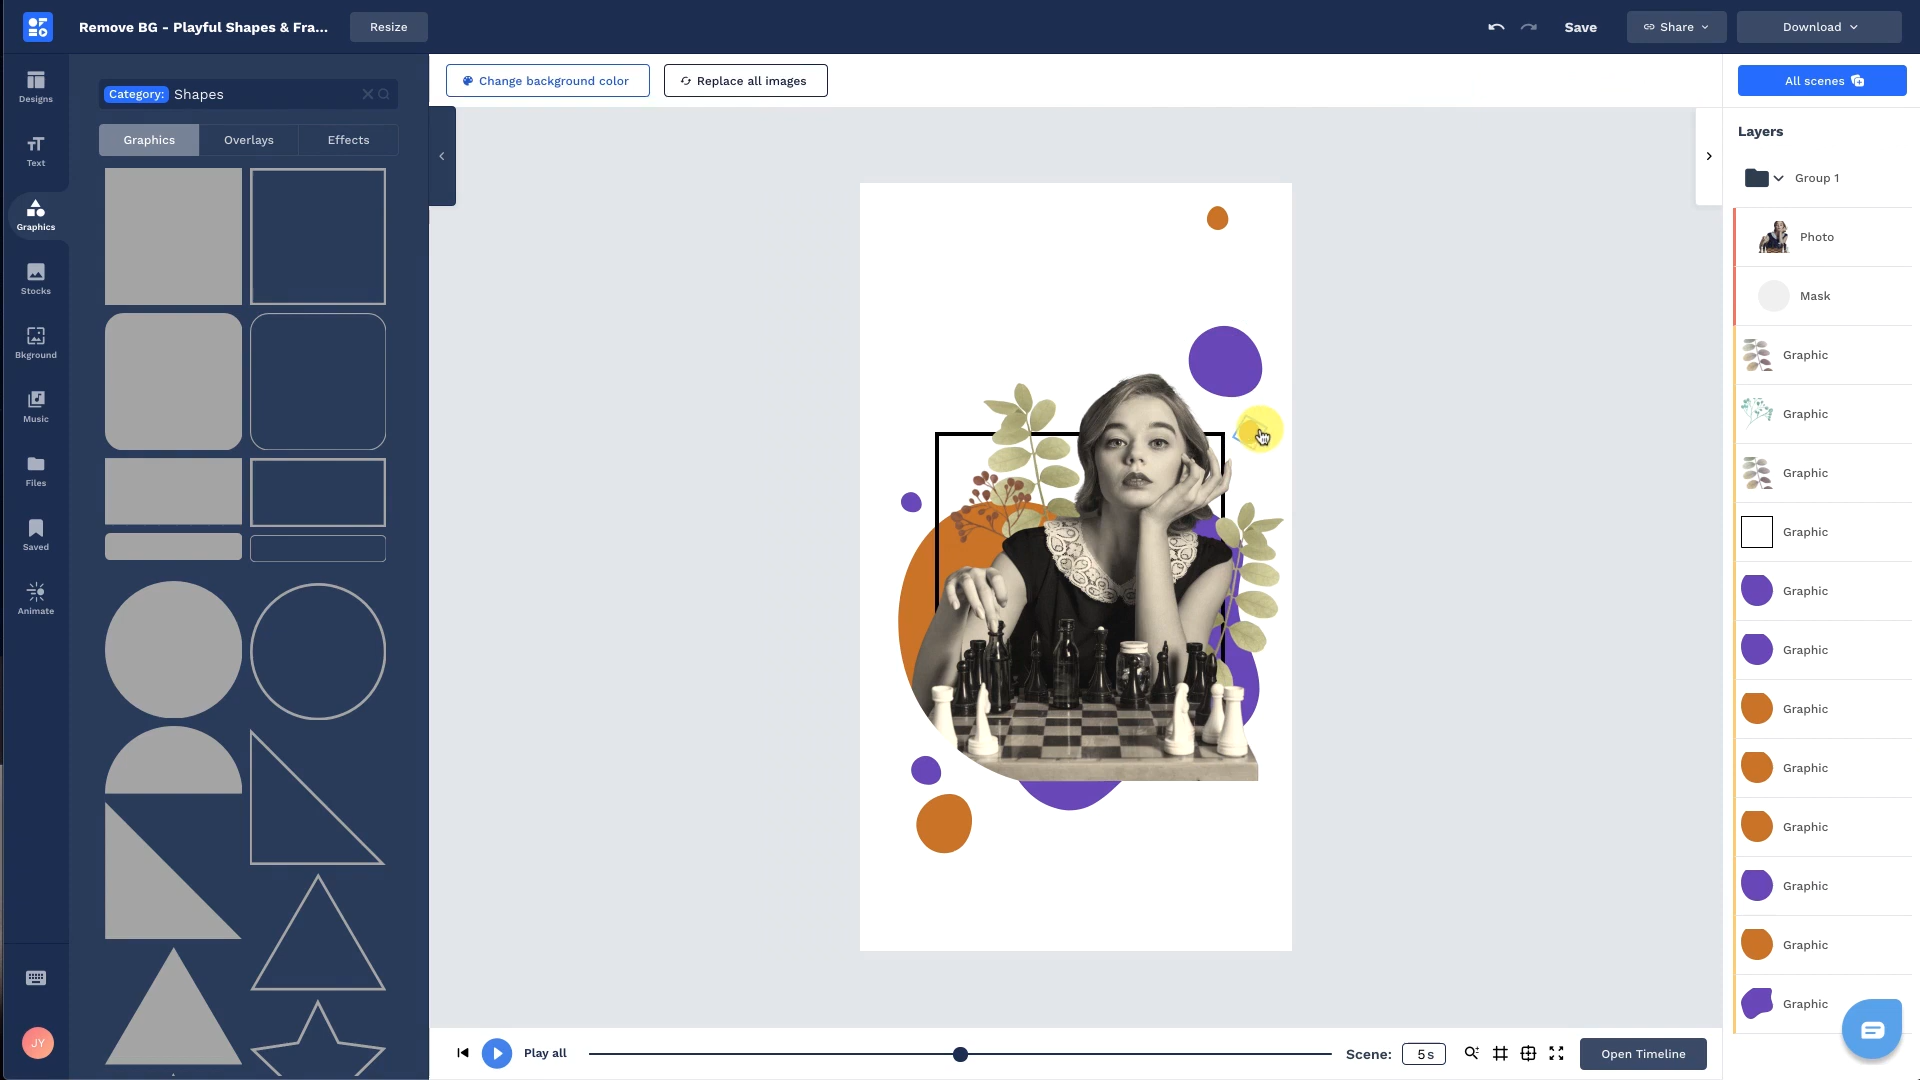 Remove BG - Playful Shapes & Fra...
Resize
Save
Share
Download
Designs
Text
Graphics
Stocks
Bkground
Music
Files
Saved
Animate
JY
Category: Shapes
Graphics
Overlays
Effects
Change background color
Replace all images
All scenes
Layers
Group 1
Photo
Mask
Graphic
Graphic
Graphic
Graphic
Graphic
Graphic
Graphic
Graphic
Graphic
Graphic
Graphic
Graphic
Play all
Scene: 5s
Open Timeline